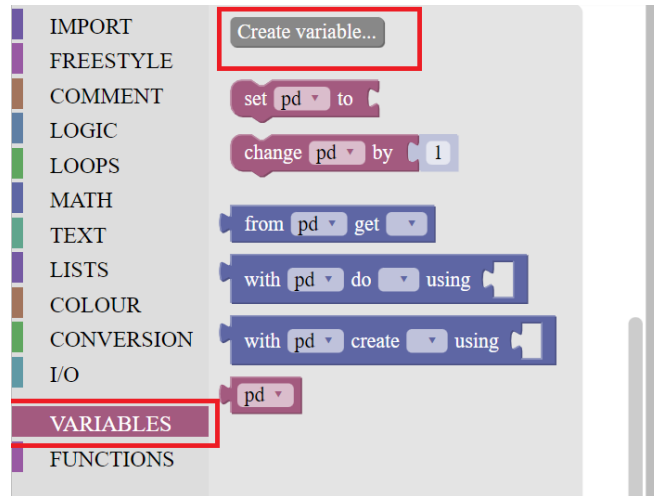 IMPORT
FREESTYLE
COMMENT
LOGIC
LOOPS
MATH
TEXT
LISTS
COLOUR
CONVERSION
I/O
VARIABLES
FUNCTIONS
Create variable...
set pd to
change pd by 1
from pd get
with pd do using
with pd create using
pd